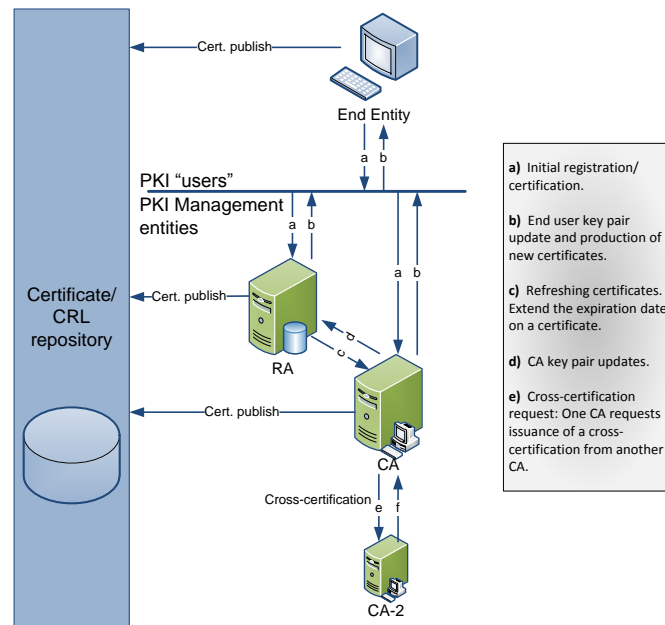 Cert. publish
End Entity
a
b
PKI “users”
PKI Management
entities
a
b
a
b
Certificate/
CRL
repository
Cert. publish
RA
d
c
Cert. publish
CA
Cross-certification
e
f
CA-2
a) Initial registration/
certification.
b) End user key pair
update and production of
new certificates.
c) Refreshing certificates.
Extend the expiration date
on a certificate.
d) CA key pair updates.
e) Cross-certification
request: One CA requests
issuance of a cross-
certification from another
CA.